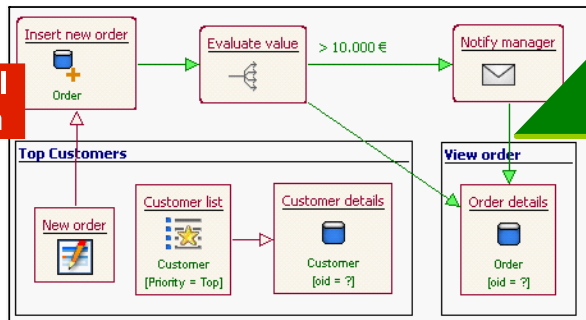 Insert new order
Order
Evaluate value
> 10.000 €
Notify manager
Top Customers
New order
Customer list
Customer
[Priority = Top]
Customer details
Customer
[oid = ?]
View order
Order details
Order
[oid = ?]